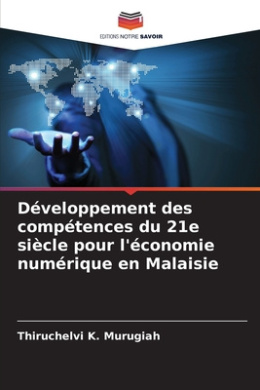 EDITIONS NOTRE SAVOIR
Développement des
compétences du 21e
siècle pour l'économie
numérique en Malaisie
Thiruchelvi K. Murugiah